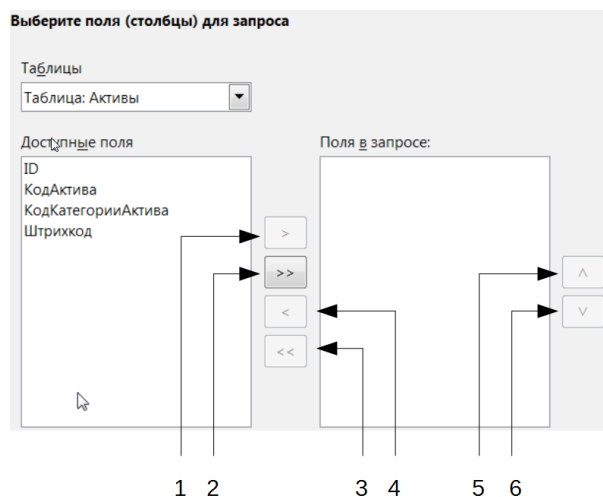 Выберите поля (столбцы) для запроса
Таблицы
Таблица: Активы
Доступные поля
Поля в запросе:
ID
КодАктива
КодКатегорииАктива
Штрихкод
>
>>
<
<<
^
v
1 2 3 4 5 6